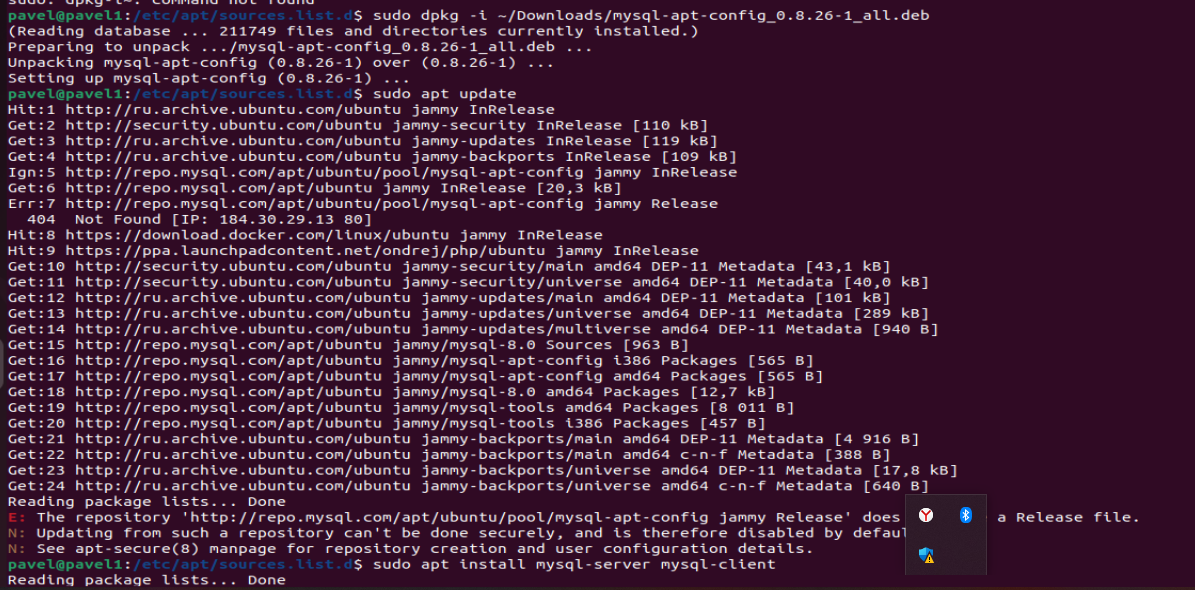 sudo: dpkg-i~: command not found
pavel@pavel1:/etc/apt/sources.list.d$ sudo dpkg -i ~/Downloads/mysql-apt-config_0.8.26-1_all.deb
(Reading database ... 211749 files and directories currently installed.)
Preparing to unpack .../mysql-apt-config_0.8.26-1_all.deb ...
Unpacking mysql-apt-config (0.8.26-1) over (0.8.26-1) ...
Setting up mysql-apt-config (0.8.26-1) ...
pavel@pavel1:/etc/apt/sources.list.d$ sudo apt update
Hit:1 http://ru.archive.ubuntu.com/ubuntu jammy InRelease
Get:2 http://security.ubuntu.com/ubuntu jammy-security InRelease [110 kB]
Get:3 http://ru.archive.ubuntu.com/ubuntu jammy-updates InRelease [119 kB]
Get:4 http://ru.archive.ubuntu.com/ubuntu jammy-backports InRelease [109 kB]
Ign:5 http://repo.mysql.com/apt/ubuntu/pool/mysql-apt-config jammy InRelease
Get:6 http://repo.mysql.com/apt/ubuntu jammy InRelease [20,3 kB]
Err:7 http://repo.mysql.com/apt/ubuntu/pool/mysql-apt-config jammy Release
  404  Not Found [IP: 184.30.29.13 80]
Hit:8 https://download.docker.com/linux/ubuntu jammy InRelease
Hit:9 https://ppa.launchpadcontent.net/ondrej/php/ubuntu jammy InRelease
Get:10 http://security.ubuntu.com/ubuntu jammy-security/main amd64 DEP-11 Metadata [43,1 kB]
Get:11 http://security.ubuntu.com/ubuntu jammy-security/universe amd64 DEP-11 Metadata [40,0 kB]
Get:12 http://ru.archive.ubuntu.com/ubuntu jammy-updates/main amd64 DEP-11 Metadata [101 kB]
Get:13 http://ru.archive.ubuntu.com/ubuntu jammy-updates/universe amd64 DEP-11 Metadata [289 kB]
Get:14 http://ru.archive.ubuntu.com/ubuntu jammy-updates/multiverse amd64 DEP-11 Metadata [940 B]
Get:15 http://repo.mysql.com/apt/ubuntu jammy/mysql-8.0 Sources [963 B]
Get:16 http://repo.mysql.com/apt/ubuntu jammy/mysql-apt-config i386 Packages [565 B]
Get:17 http://repo.mysql.com/apt/ubuntu jammy/mysql-apt-config amd64 Packages [565 B]
Get:18 http://repo.mysql.com/apt/ubuntu jammy/mysql-8.0 amd64 Packages [12,7 kB]
Get:19 http://repo.mysql.com/apt/ubuntu jammy/mysql-tools amd64 Packages [8 011 B]
Get:20 http://repo.mysql.com/apt/ubuntu jammy/mysql-tools i386 Packages [457 B]
Get:21 http://ru.archive.ubuntu.com/ubuntu jammy-backports/main amd64 DEP-11 Metadata [4 916 B]
Get:22 http://ru.archive.ubuntu.com/ubuntu jammy-backports/main amd64 c-n-f Metadata [388 B]
Get:23 http://ru.archive.ubuntu.com/ubuntu jammy-backports/universe amd64 DEP-11 Metadata [17,8 kB]
Get:24 http://ru.archive.ubuntu.com/ubuntu jammy-backports/universe amd64 c-n-f Metadata [640 B]
Reading package lists... Done
E: The repository 'http://repo.mysql.com/apt/ubuntu/pool/mysql-apt-config jammy Release' does a Release file.
N: Updating from such a repository can't be done securely, and is therefore disabled by defau
N: See apt-secure(8) manpage for repository creation and user configuration details.
pavel@pavel1:/etc/apt/sources.list.d$ sudo apt install mysql-server mysql-client
Reading package lists... Done